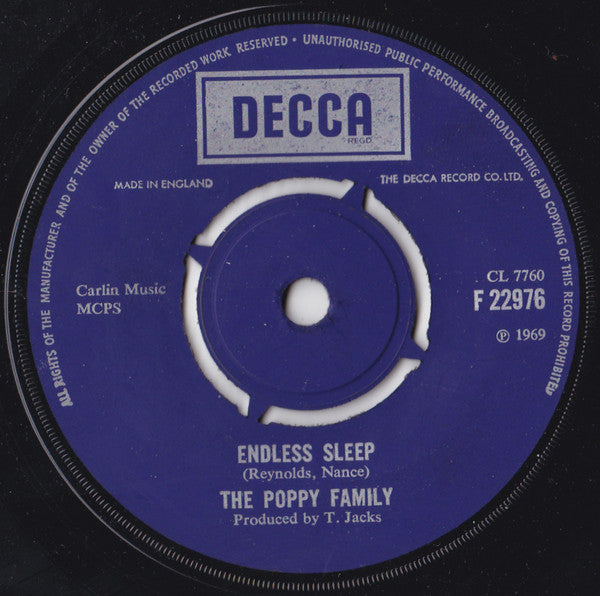 ALL RIGHTS OF THE MANUFACTURER AND OF THE OWNER OF THE RECORDED WORK RESERVED • UNAUTHORISED PUBLIC PERFORMANCE BROADCASTING AND COPYING OF THIS RECORD PROHIBITED
DECCA
REGD
MADE IN ENGLAND
THE DECCA RECORD CO. LTD.
Carlin Music
MCPS
CL 7760
F 22976
℗ 1969
ENDLESS SLEEP
(Reynolds, Nance)
THE POPPY FAMILY
Produced by T. Jacks